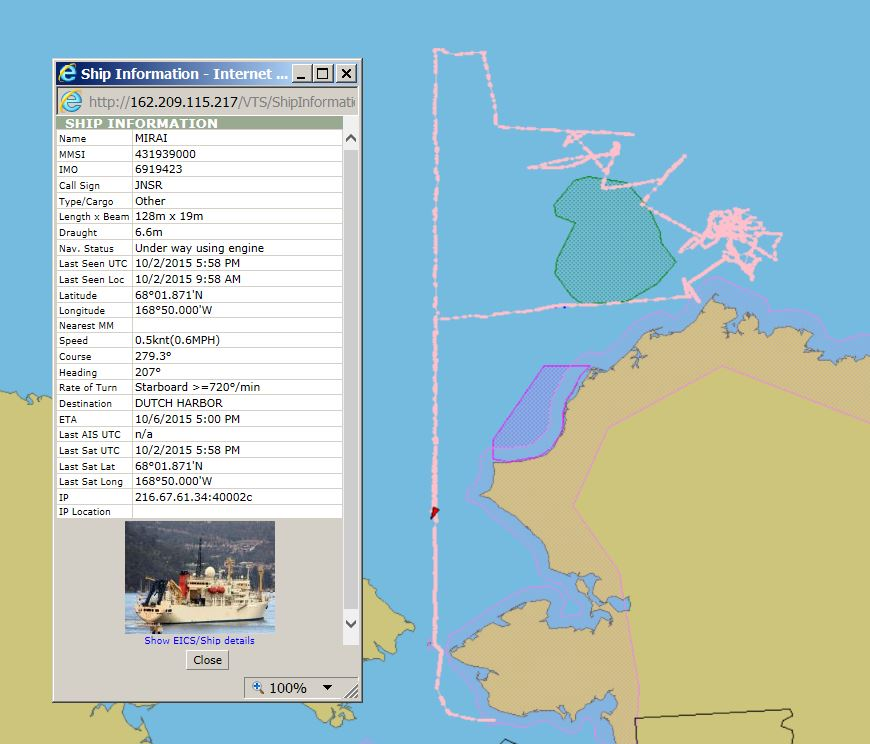 Ship Information - Internet ...
http://162.209.115.217/VTS/ShipInformati
SHIP INFORMATION
Name MIRAI
MMSI 431939000
IMO 6919423
Call Sign JNSR
Type/Cargo Other
Length x Beam 128m x 19m
Draught 6.6m
Nav. Status Under way using engine
Last Seen UTC 10/2/2015 5:58 PM
Last Seen Loc 10/2/2015 9:58 AM
Latitude 68°01.871'N
Longitude 168°50.000'W
Nearest MM
Speed 0.5knt(0.6MPH)
Course 279.3°
Heading 207°
Rate of Turn Starboard >=720°/min
Destination DUTCH HARBOR
ETA 10/6/2015 5:00 PM
Last AIS UTC n/a
Last Sat UTC 10/2/2015 5:58 PM
Last Sat Lat 68°01.871'N
Last Sat Long 168°50.000'W
IP 216.67.61.34:40002c
IP Location
Show EICS/Ship details
Close
100%